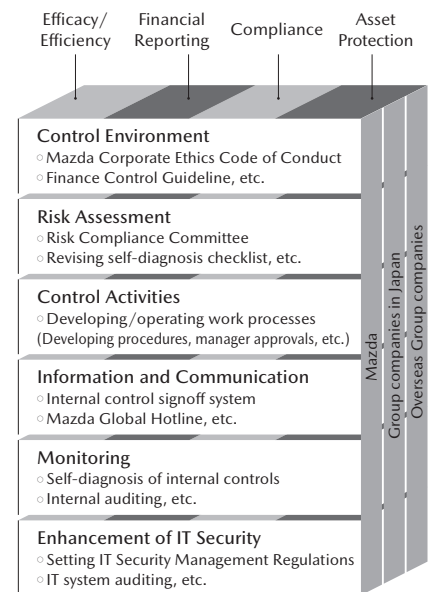 Efficacy/
Efficiency
Financial
Reporting
Compliance
Asset
Protection
Control Environment
○ Mazda Corporate Ethics Code of Conduct
○ Finance Control Guideline, etc.
Risk Assessment
○ Risk Compliance Committee
○ Revising self-diagnosis checklist, etc.
Control Activities
○ Developing/operating work processes
(Developing procedures, manager approvals, etc.)
Information and Communication
○ Internal control signoff system
○ Mazda Global Hotline, etc.
Monitoring
○ Self-diagnosis of internal controls
○ Internal auditing, etc.
Enhancement of IT Security
○ Setting IT Security Management Regulations
○ IT system auditing, etc.
Mazda
Group companies in Japan
Overseas Group companies